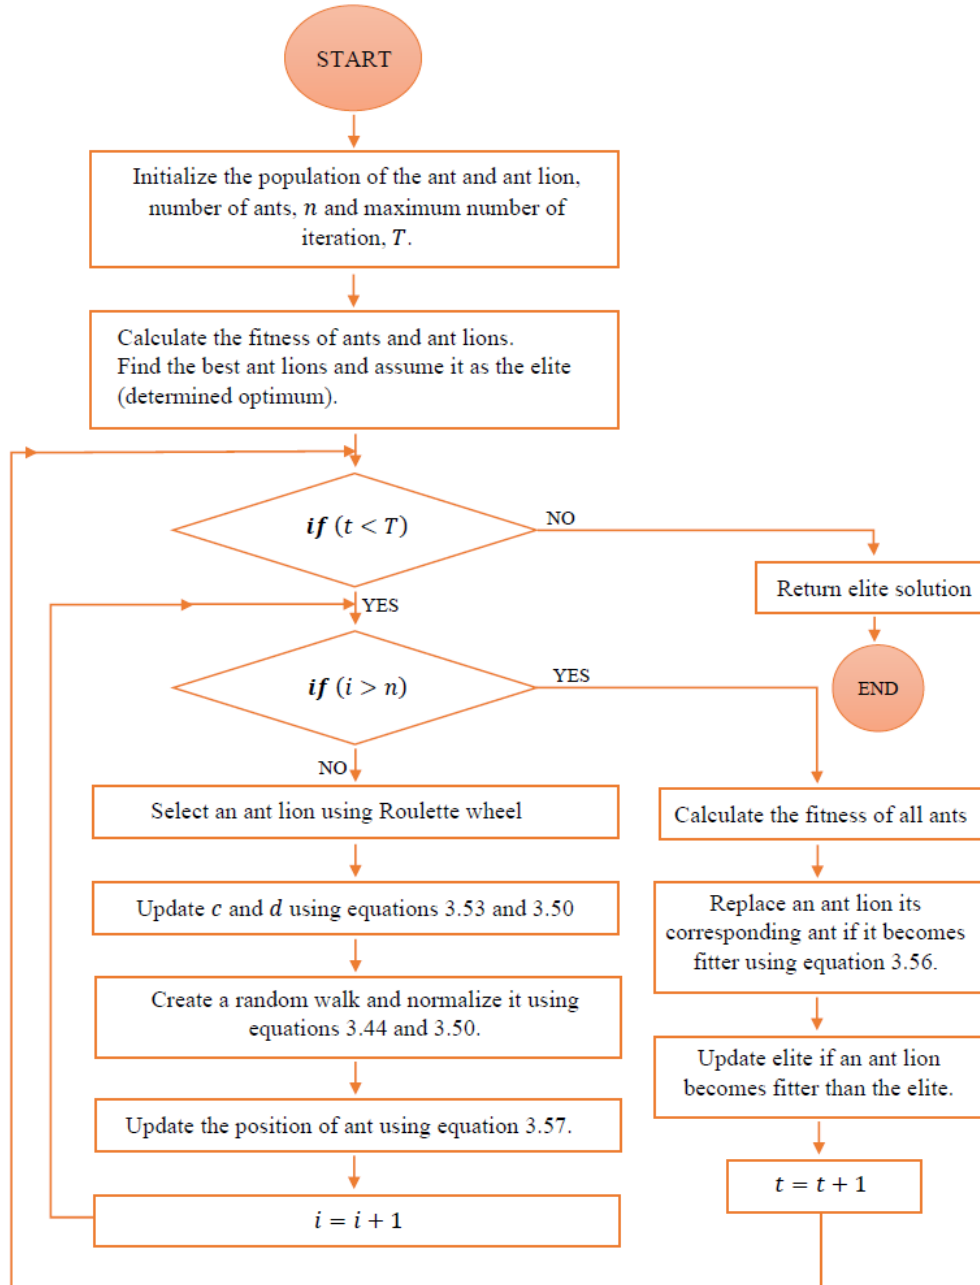 START
Initialize the population of the ant and ant lion,
number of ants, n and maximum number of
iteration, T.
Calculate the fitness of ants and ant lions.
Find the best ant lions and assume it as the elite
(determined optimum).
if (t < T)
NO
Return elite solution
YES
END
if (i > n)
YES
NO
Select an ant lion using Roulette wheel
Update c and d using equations 3.53 and 3.50
Create a random walk and normalize it using
equations 3.44 and 3.50.
Update the position of ant using equation 3.57.
i = i + 1
Calculate the fitness of all ants
Replace an ant lion its
corresponding ant if it becomes
fitter using equation 3.56.
Update elite if an ant lion
becomes fitter than the elite.
t = t + 1